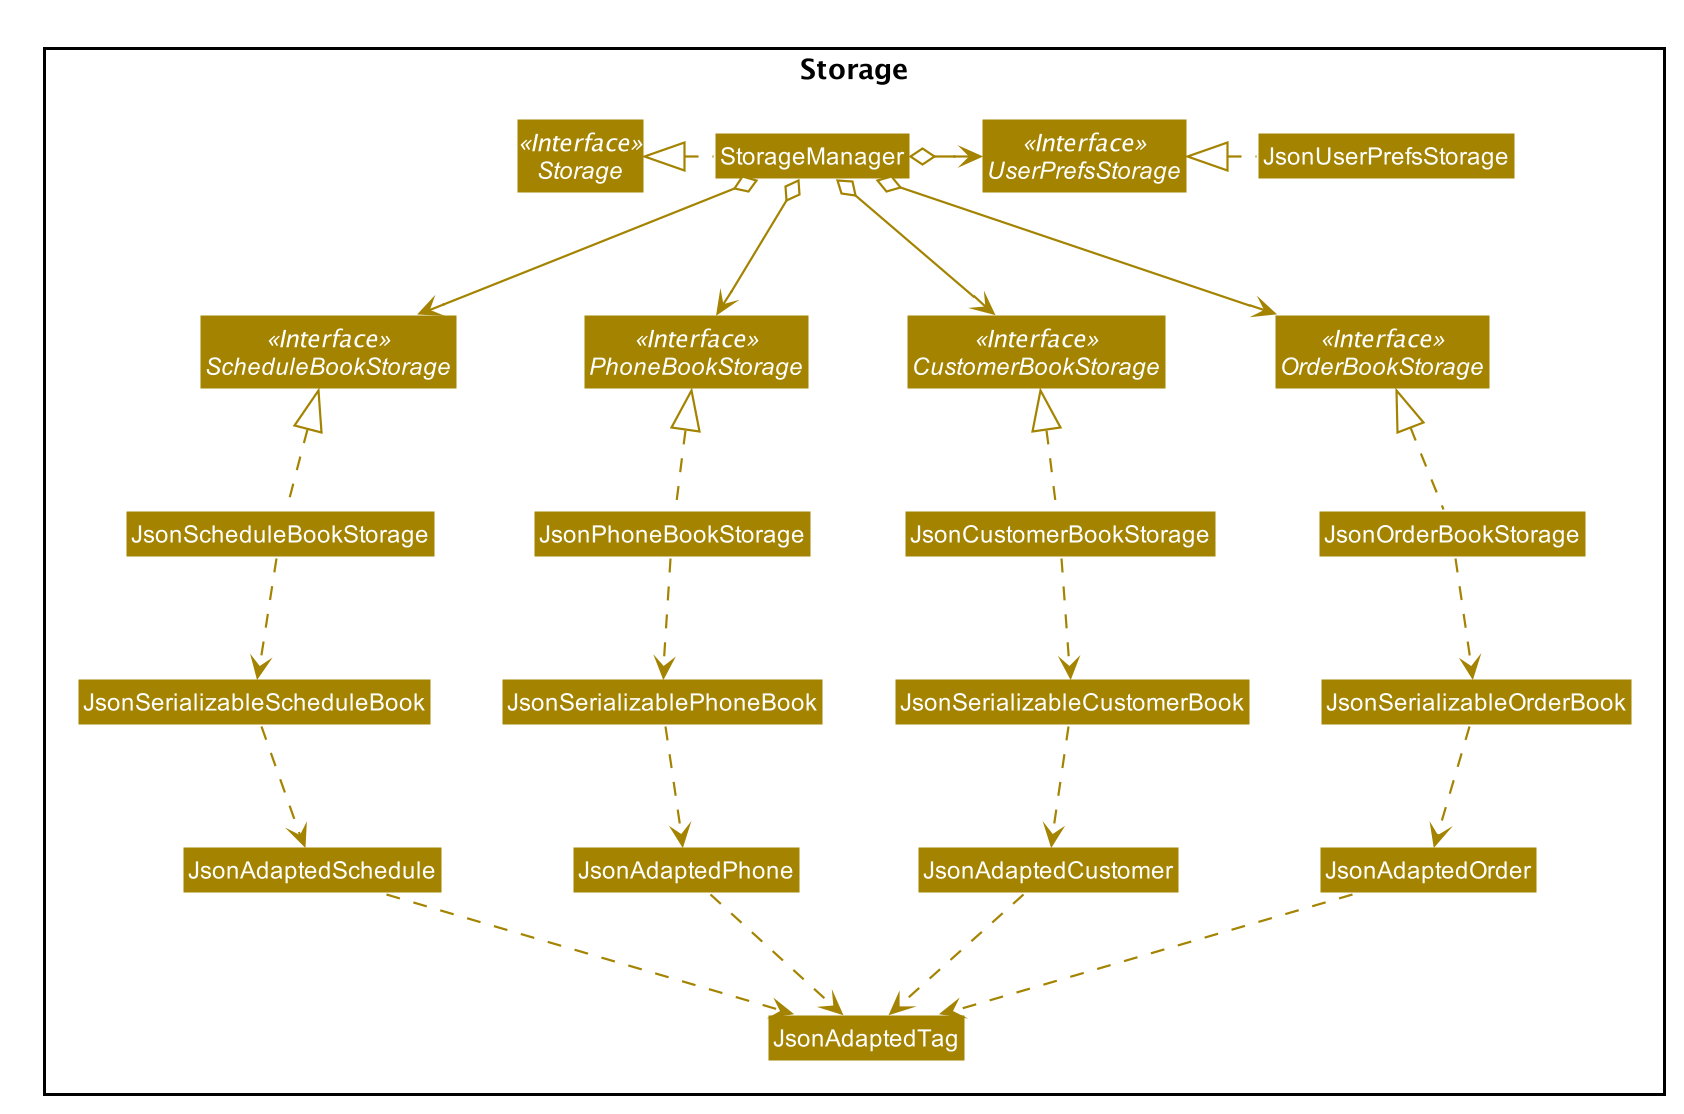 Storage
«Interface»
Storage
StorageManager
«Interface»
UserPrefsStorage
JsonUserPrefsStorage
«Interface»
ScheduleBookStorage
«Interface»
PhoneBookStorage
«Interface»
CustomerBookStorage
«Interface»
OrderBookStorage
JsonScheduleBookStorage
JsonPhoneBookStorage
JsonCustomerBookStorage
JsonOrderBookStorage
JsonSerializableScheduleBook
JsonSerializablePhoneBook
JsonSerializableCustomerBook
JsonSerializableOrderBook
JsonAdaptedSchedule
JsonAdaptedPhone
JsonAdaptedCustomer
JsonAdaptedOrder
JsonAdaptedTag